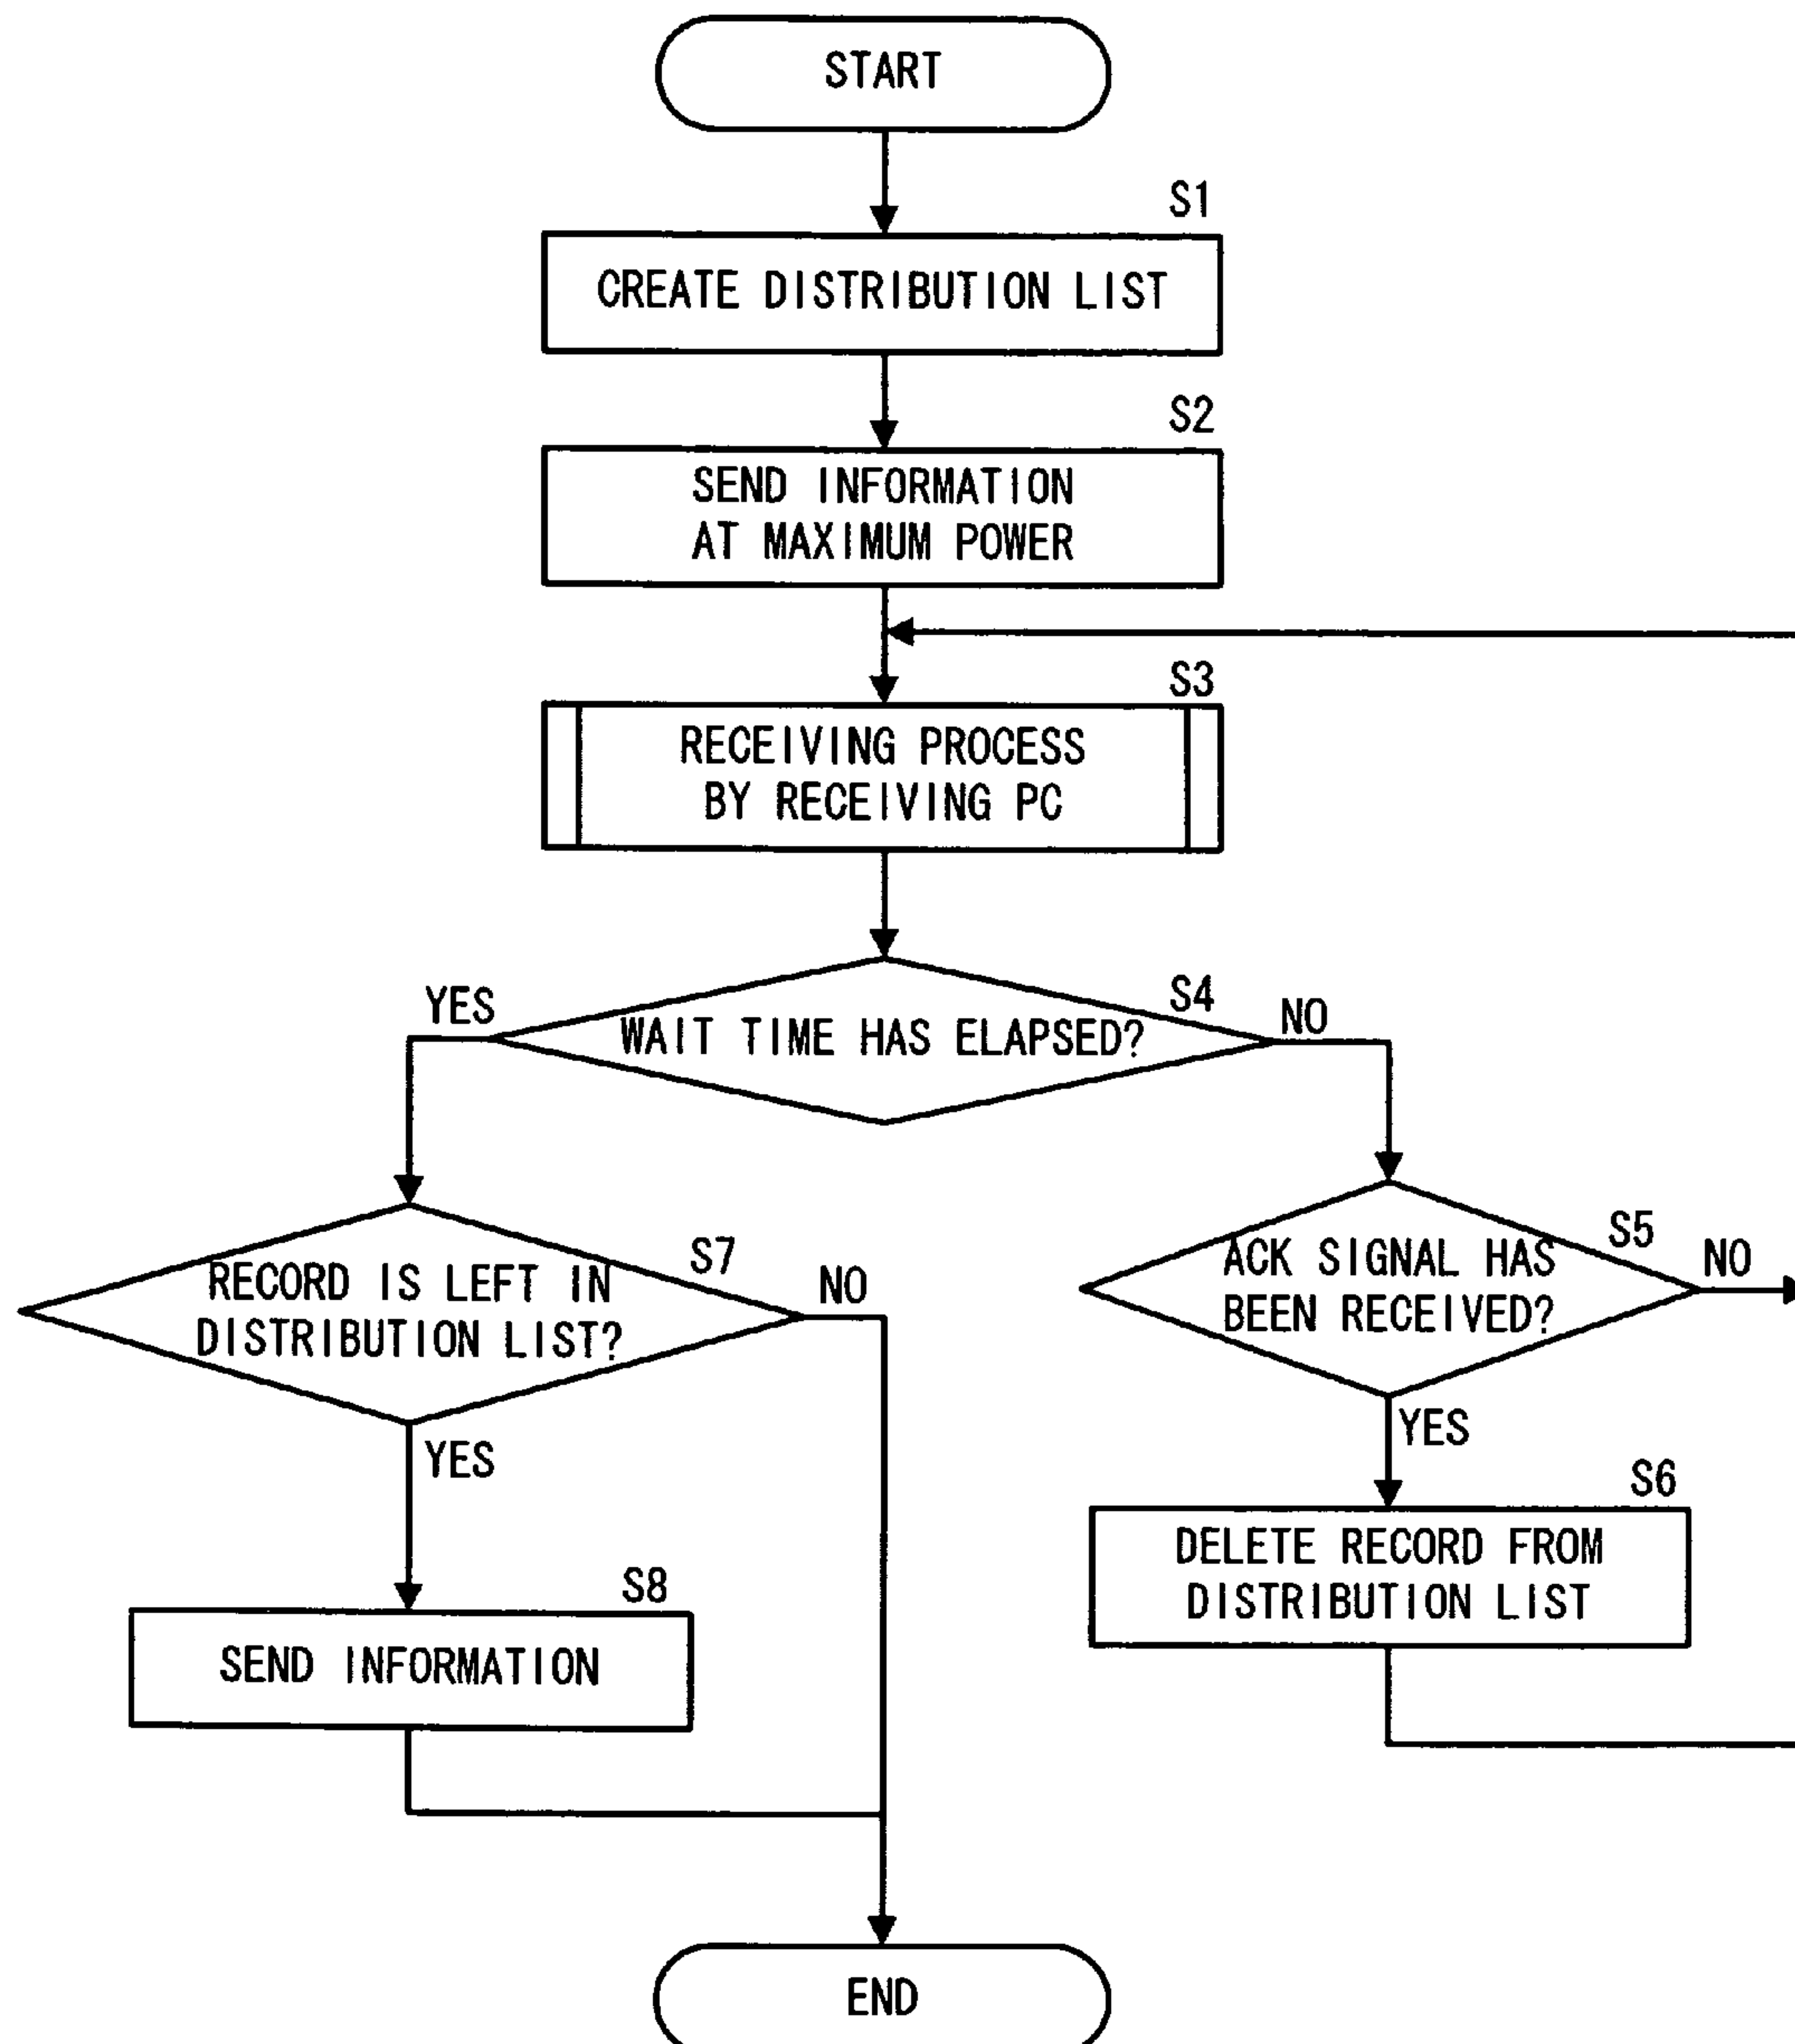 START
S1
CREATE DISTRIBUTION LIST
S2
SEND INFORMATION
AT MAXIMUM POWER
S3
RECEIVING PROCESS
BY RECEIVING PC
S4
YES
WAIT TIME HAS ELAPSED?
NO
S7
RECORD IS LEFT IN
DISTRIBUTION LIST?
NO
YES
S5
ACK SIGNAL HAS
BEEN RECEIVED?
NO
YES
S8
SEND INFORMATION
S6
DELETE RECORD FROM
DISTRIBUTION LIST
END